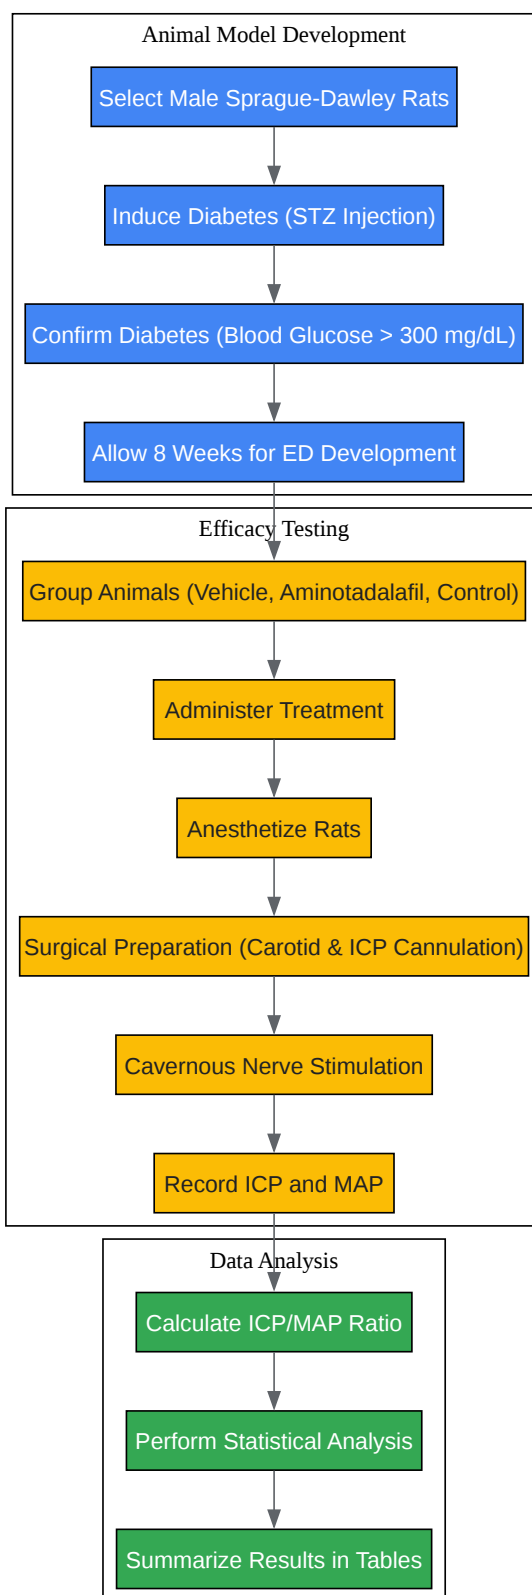 Animal Model Development
Select Male Sprague-Dawley Rats
Induce Diabetes (STZ Injection)
Confirm Diabetes (Blood Glucose > 300 mg/dL)
Allow 8 Weeks for ED Development
Efficacy Testing
Group Animals (Vehicle, Aminotadalafil, Control)
Administer Treatment
Anesthetize Rats
Surgical Preparation (Carotid & ICP Cannulation)
Cavernous Nerve Stimulation
Record ICP and MAP
Data Analysis
Calculate ICP/MAP Ratio
Perform Statistical Analysis
Summarize Results in Tables